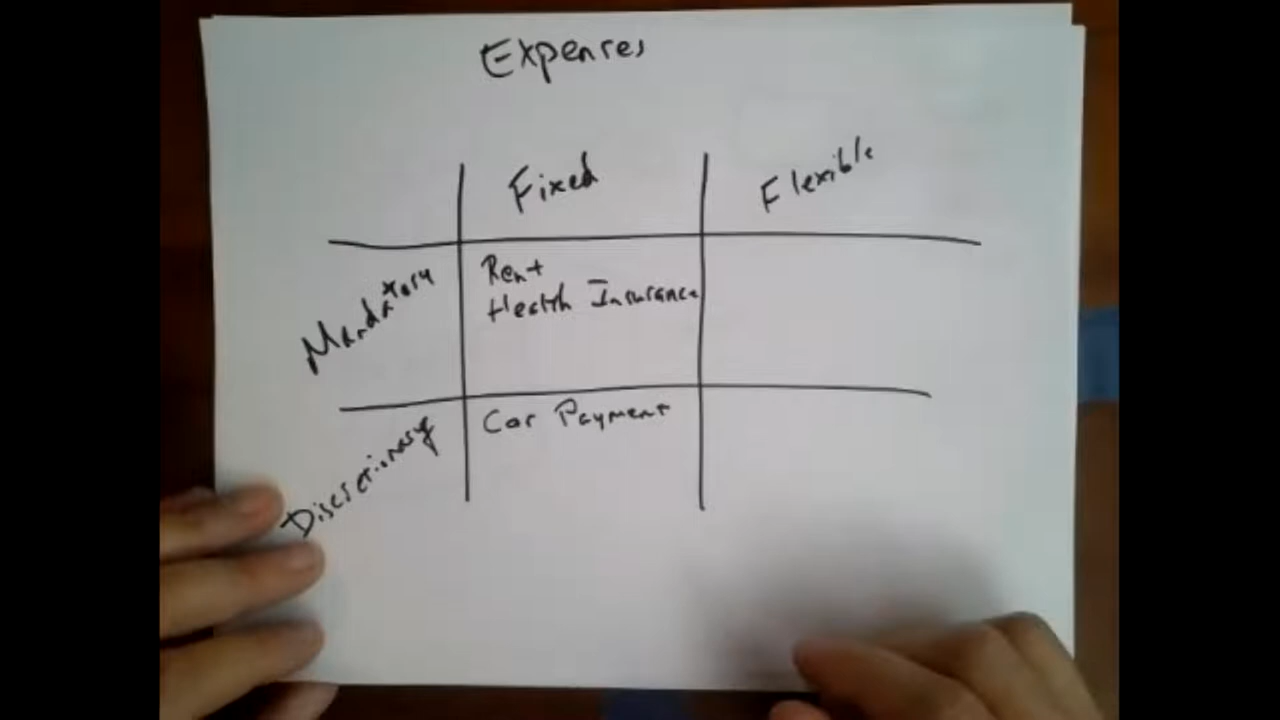 Expenses
Fixed
Flexible
Mandatory
Rent
Health Insurance
Discretionary
Car Payment